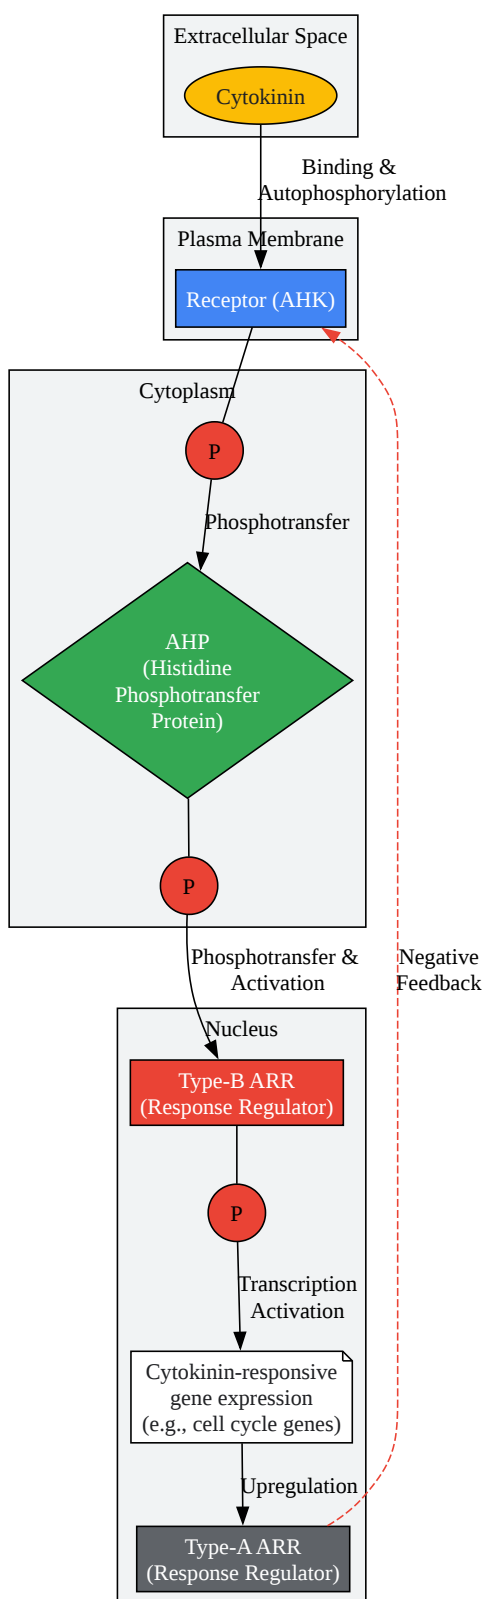 Extracellular Space
Cytokinin
Binding &
Autophosphorylation
Plasma Membrane
Receptor (AHK)
Cytoplasm
P
Phosphotransfer
AHP
(Histidine
Phosphotransfer
Protein)
P
Phosphotransfer &
Activation
Negative
Feedback
Nucleus
Type-B ARR
(Response Regulator)
P
Transcription
Activation
Cytokinin-responsive
gene expression
(e.g., cell cycle genes)
Upregulation
Type-A ARR
(Response Regulator)